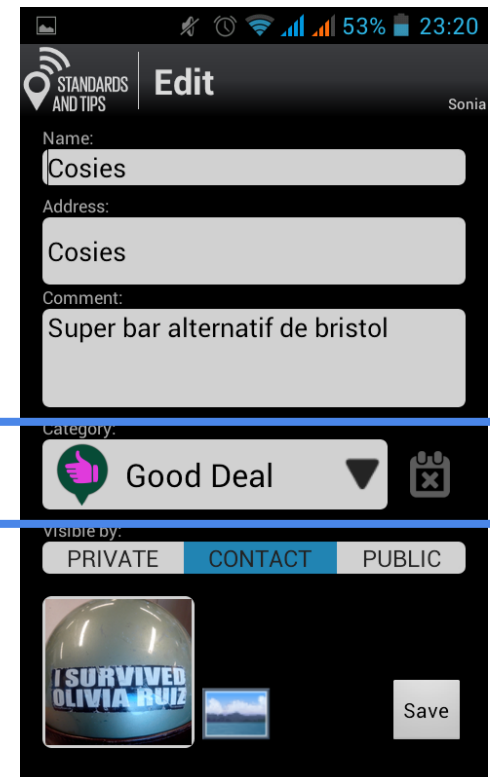 53% 23:20
STANDARDS
AND TIPS
Edit
Sonia
Name:
Cosies
Address:
Cosies
Comment:
Super bar alternatif de bristol
Category:
Good Deal
Visible by:
PRIVATE CONTACT PUBLIC
I SURVIVED
OLIVIA RUIZ
Save